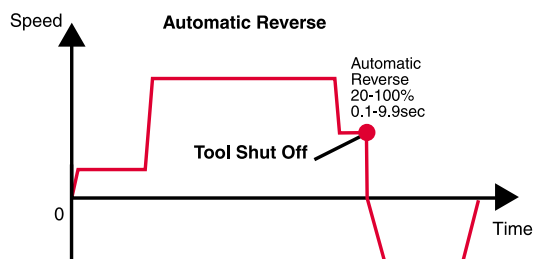 Speed
Automatic Reverse
Automatic
Reverse
20-100%
0.1-9.9sec
Tool Shut Off
0
Time